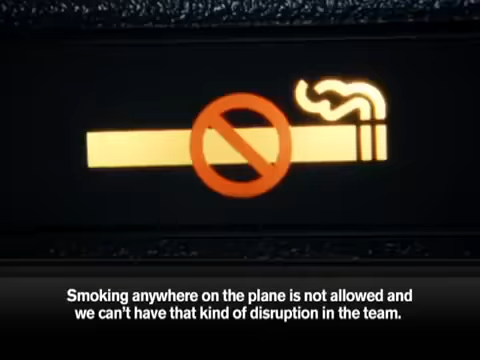 Smoking anywhere on the plane is not allowed and
we can't have that kind of disruption in the team.